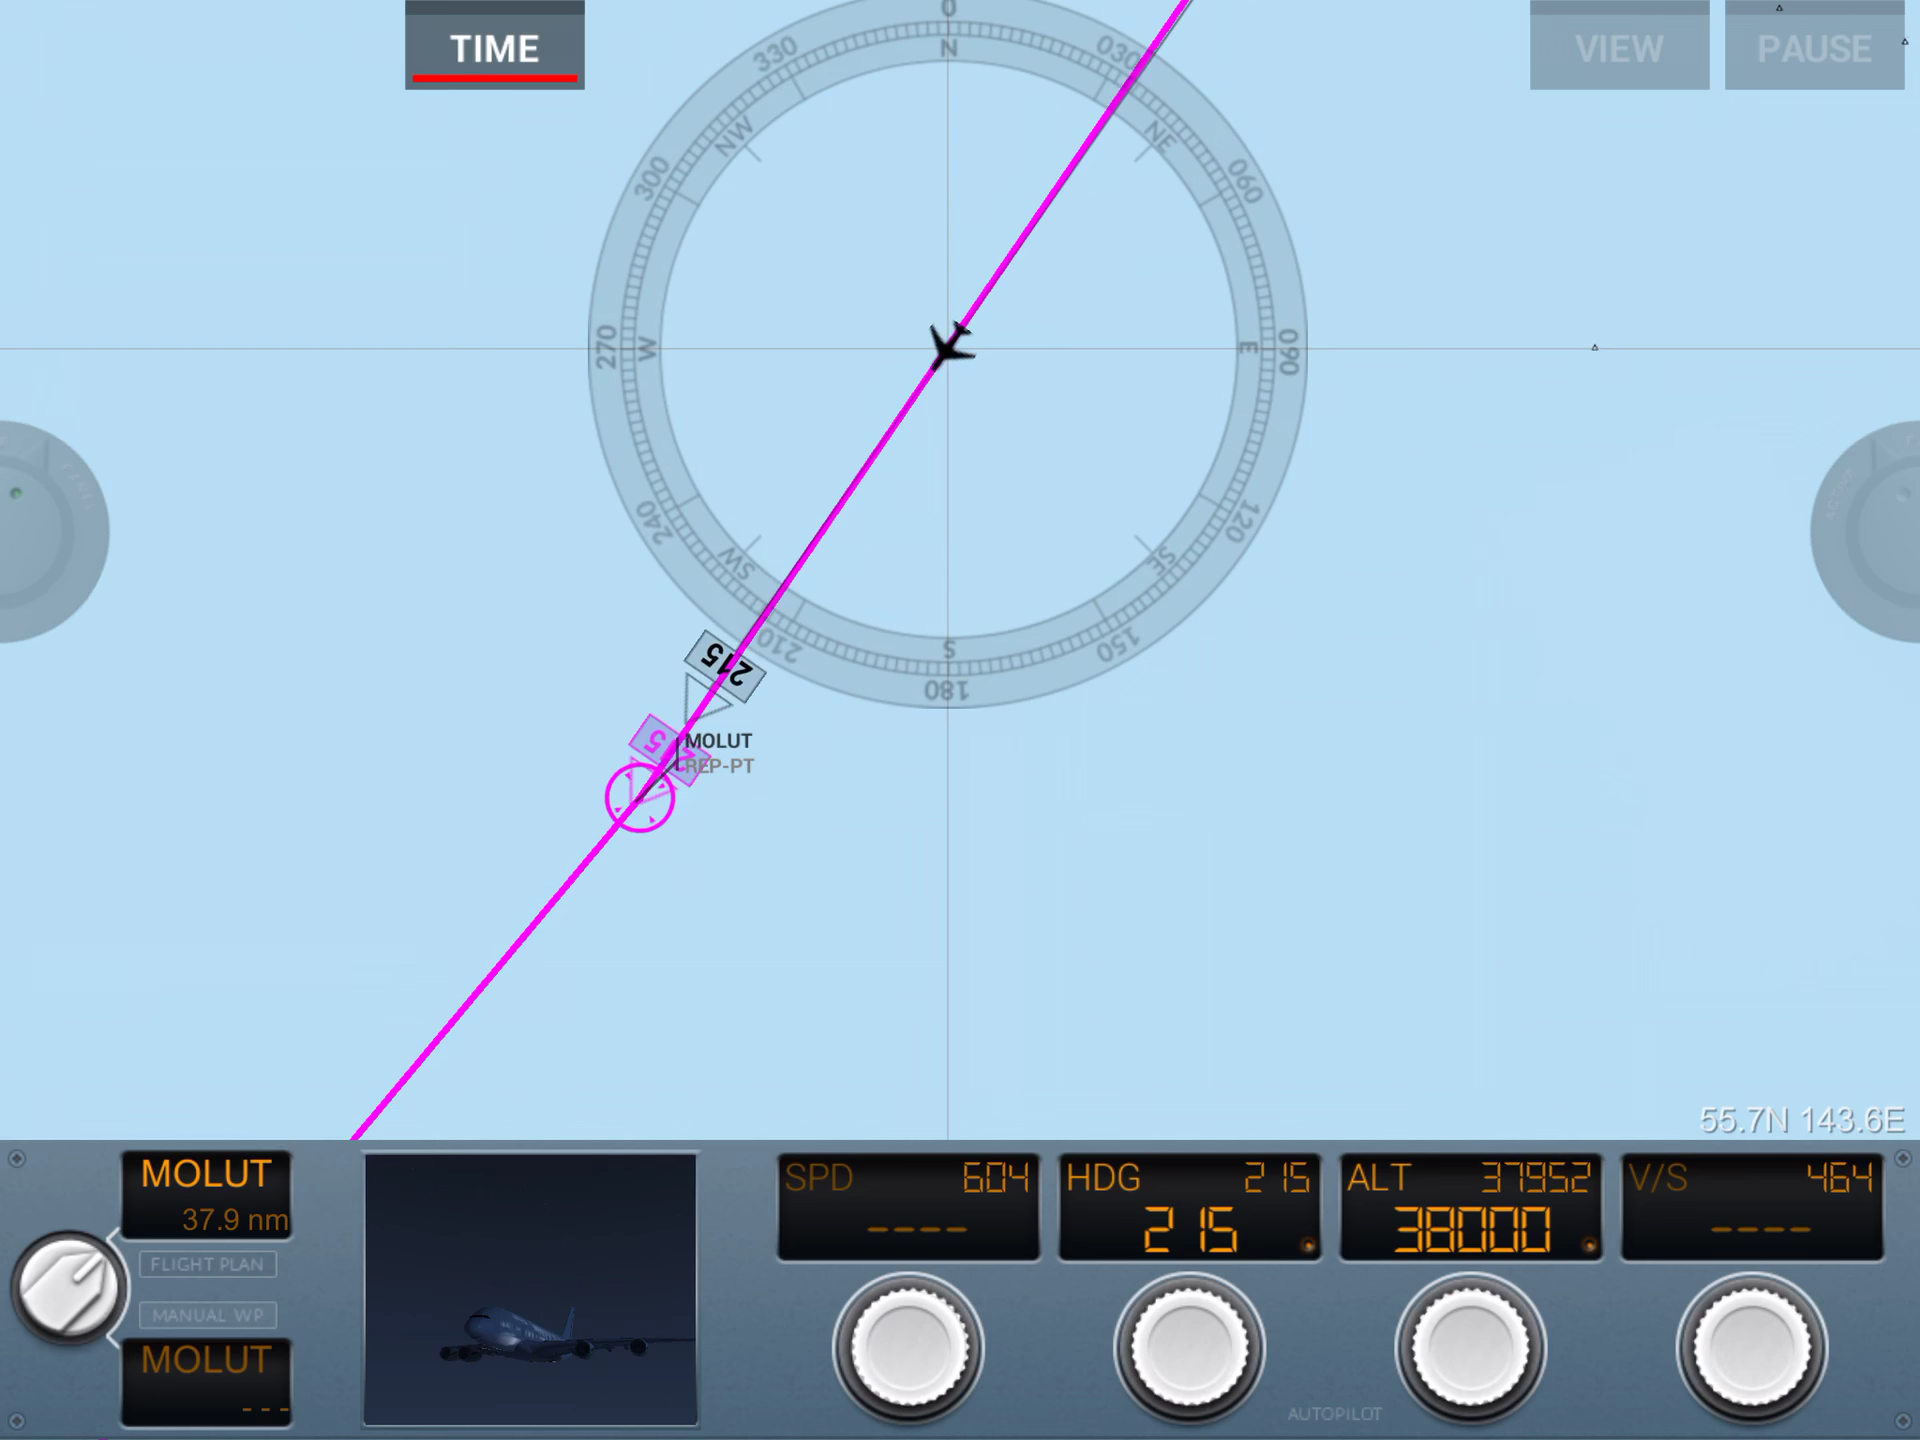 TIME
VIEW
PAUSE
0
N
330
030
NW
NE
300
060
270
W
E
090
240
120
SW
SE
210
150
S
180
215
MOLUT
REP-PT
55.7N 143.6E
MOLUT
37.9 nm
FLIGHT PLAN
MANUAL WP
MOLUT
---
SPD 604
----
HDG 215
215
ALT 37952
38000
V/S 464
----
AUTOPILOT